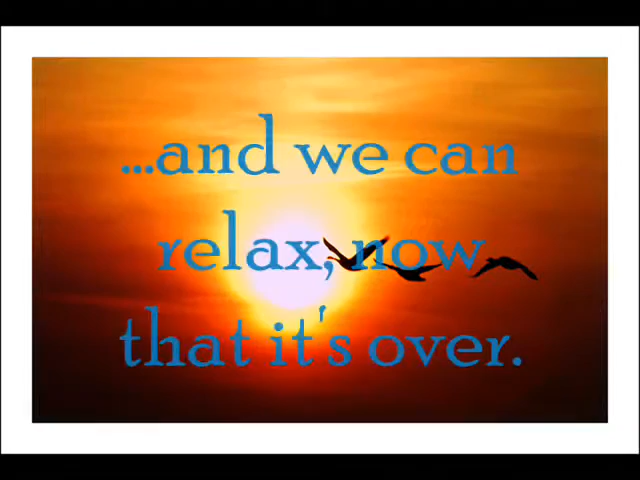 ...and we can
relax, now
that it's over.